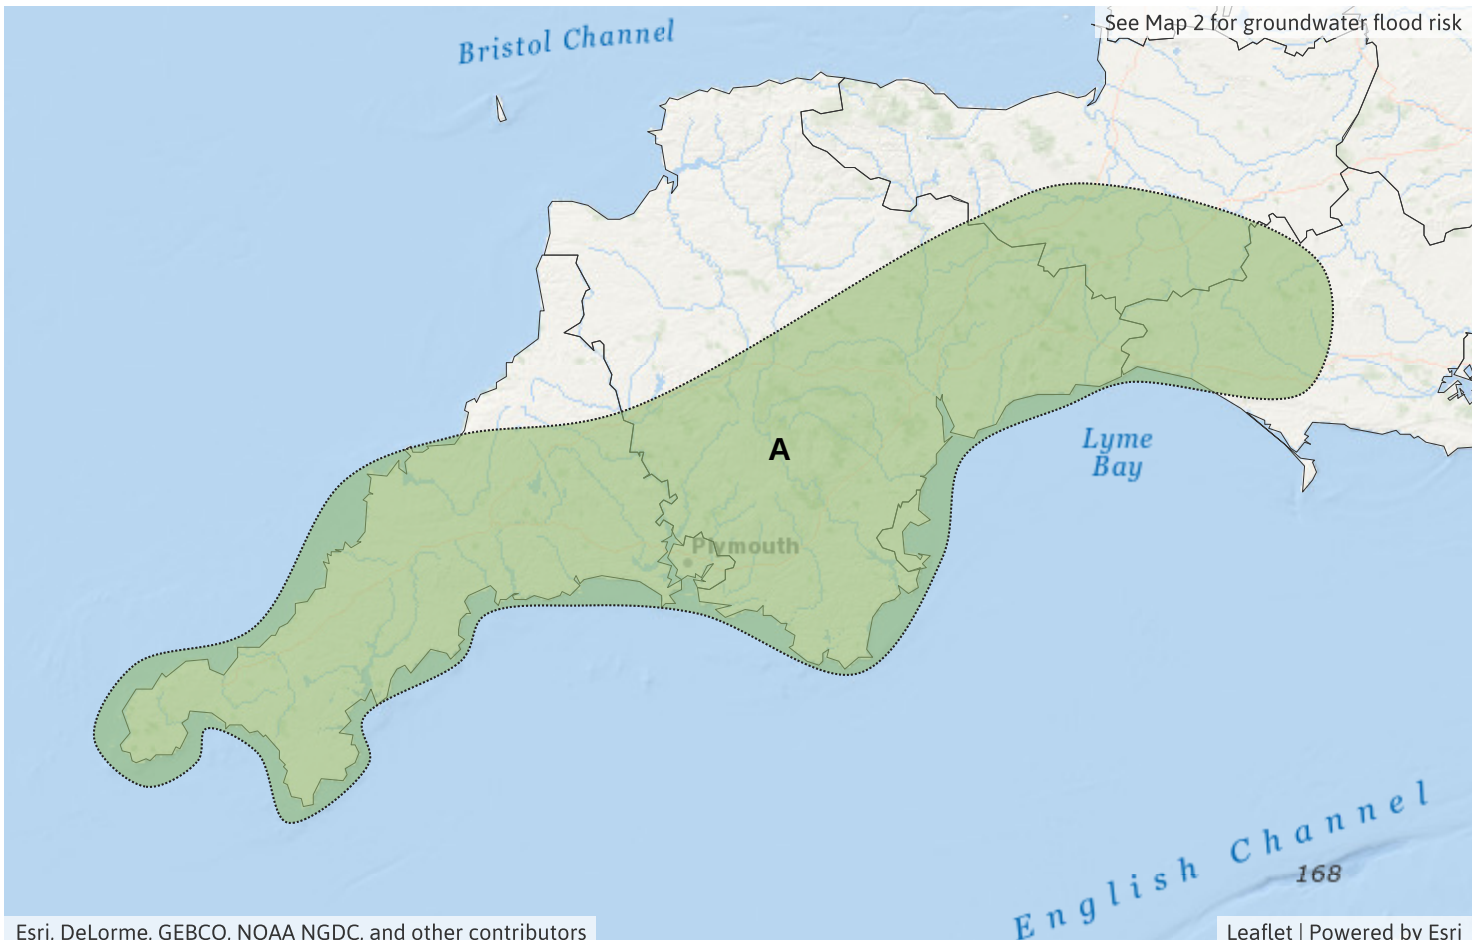 See Map 2 for groundwater flood risk
Bristol Channel
A
Lyme
Bay
Plymouth
English Channel
168
Esri, DeLorme, GEBCO, NOAA NGDC, and other contributors
Leaflet | Powered by Esri